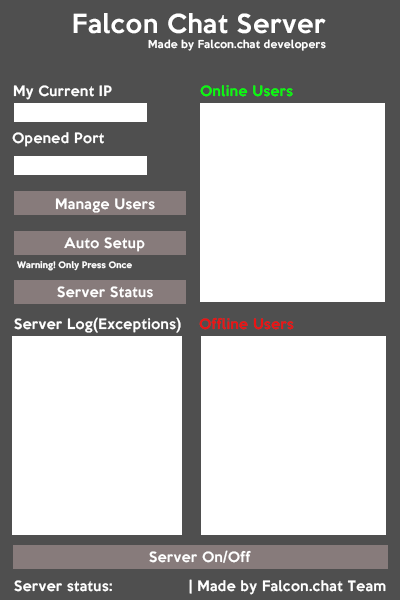 Falcon Chat Server
Made by Falcon.chat developers
My Current IP
Opened Port
Manage Users
Auto Setup
Warning! Only Press Once
Server Status
Online Users
Server Log(Exceptions)
Offline Users
Server On/Off
Server status:
| Made by Falcon.chat Team